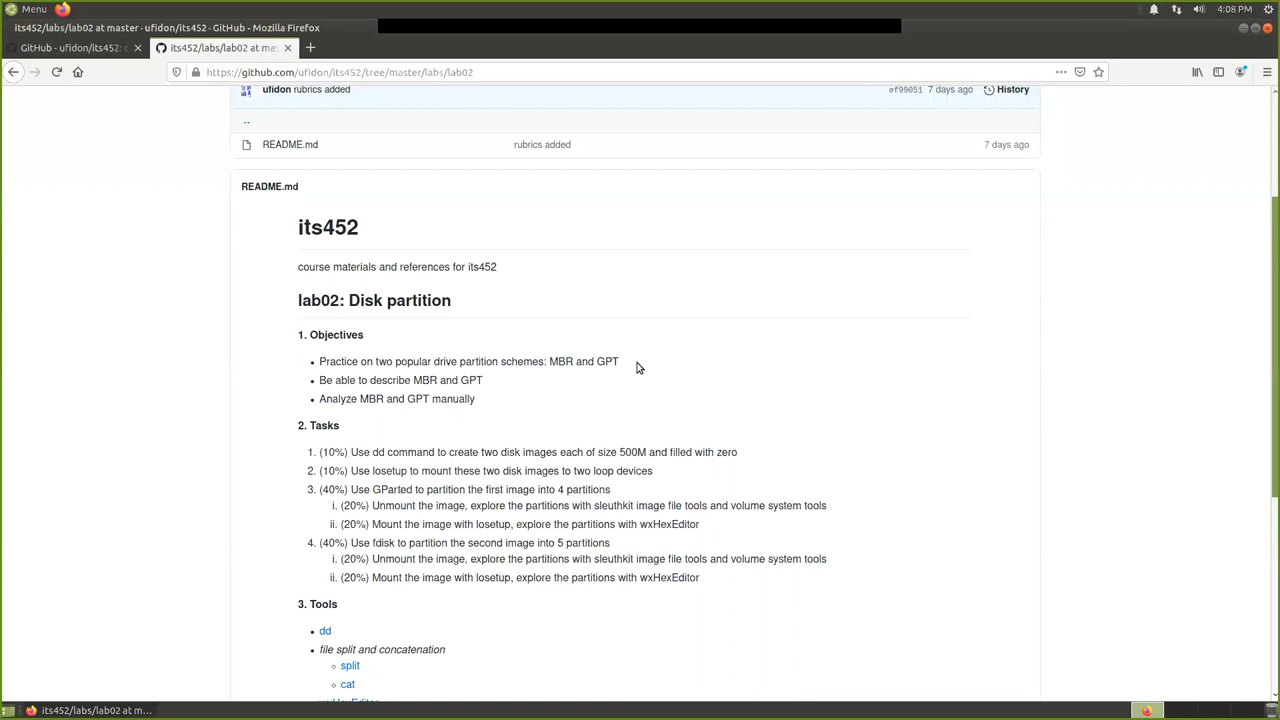 Menu
4:08 PM
its452/labs/lab02 at master · ufidon/its452 · GitHub - Mozilla Firefox
GitHub - ufidon/its452: c
its452/labs/lab02 at mas
https://github.com/ufidon/its452/tree/master/labs/lab02
ufidon rubrics added
ef99051 7 days ago History
..
README.md rubrics added 7 days ago
README.md
its452
course materials and references for its452
lab02: Disk partition
1. Objectives
• Practice on two popular drive partition schemes: MBR and GPT
• Be able to describe MBR and GPT
• Analyze MBR and GPT manually
2. Tasks
1. (10%) Use dd command to create two disk images each of size 500M and filled with zero
2. (10%) Use losetup to mount these two disk images to two loop devices
3. (40%) Use GParted to partition the first image into 4 partitions
i. (20%) Unmount the image, explore the partitions with sleuthkit image file tools and volume system tools
ii. (20%) Mount the image with losetup, explore the partitions with wxHexEditor
4. (40%) Use fdisk to partition the second image into 5 partitions
i. (20%) Unmount the image, explore the partitions with sleuthkit image file tools and volume system tools
ii. (20%) Mount the image with losetup, explore the partitions with wxHexEditor
3. Tools
• dd
• file split and concatenation
◦ split
◦ cat
wxHexEditor
its452/labs/lab02 at m...